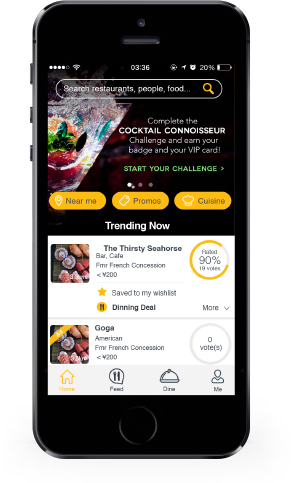 03:36
20%
Search restaurants, people, food...
Complete the
COCKTAIL CONNOISSEUR
Challenge and earn your
badge and your VIP card!
START YOUR CHALLENGE >
Near me
Promos
Cuisine
Trending Now
The Thirsty Seahorse
Bar, Cafe
Fmr French Concession
< ¥200
Rated
90%
19 votes
Saved to my wishlist
Dinning Deal
More
Goga
American
Fmr French Concession
< ¥200
0
vote(s)
Home
Feed
Dine
Me